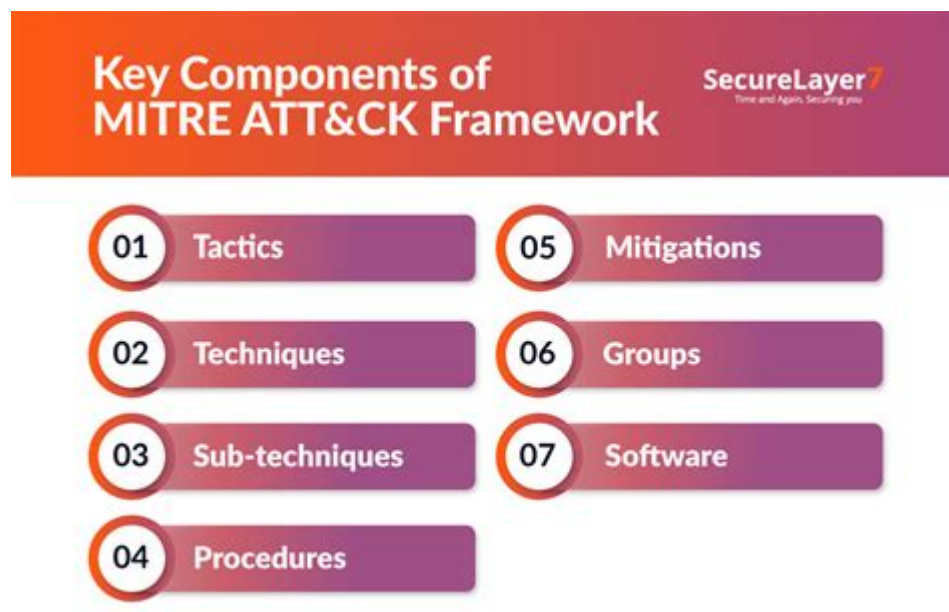 Key Components of
MITRE ATT&CK Framework
SecureLayer7
Time and Again, Securing you
01 Tactics
02 Techniques
03 Sub-techniques
04 Procedures
05 Mitigations
06 Groups
07 Software